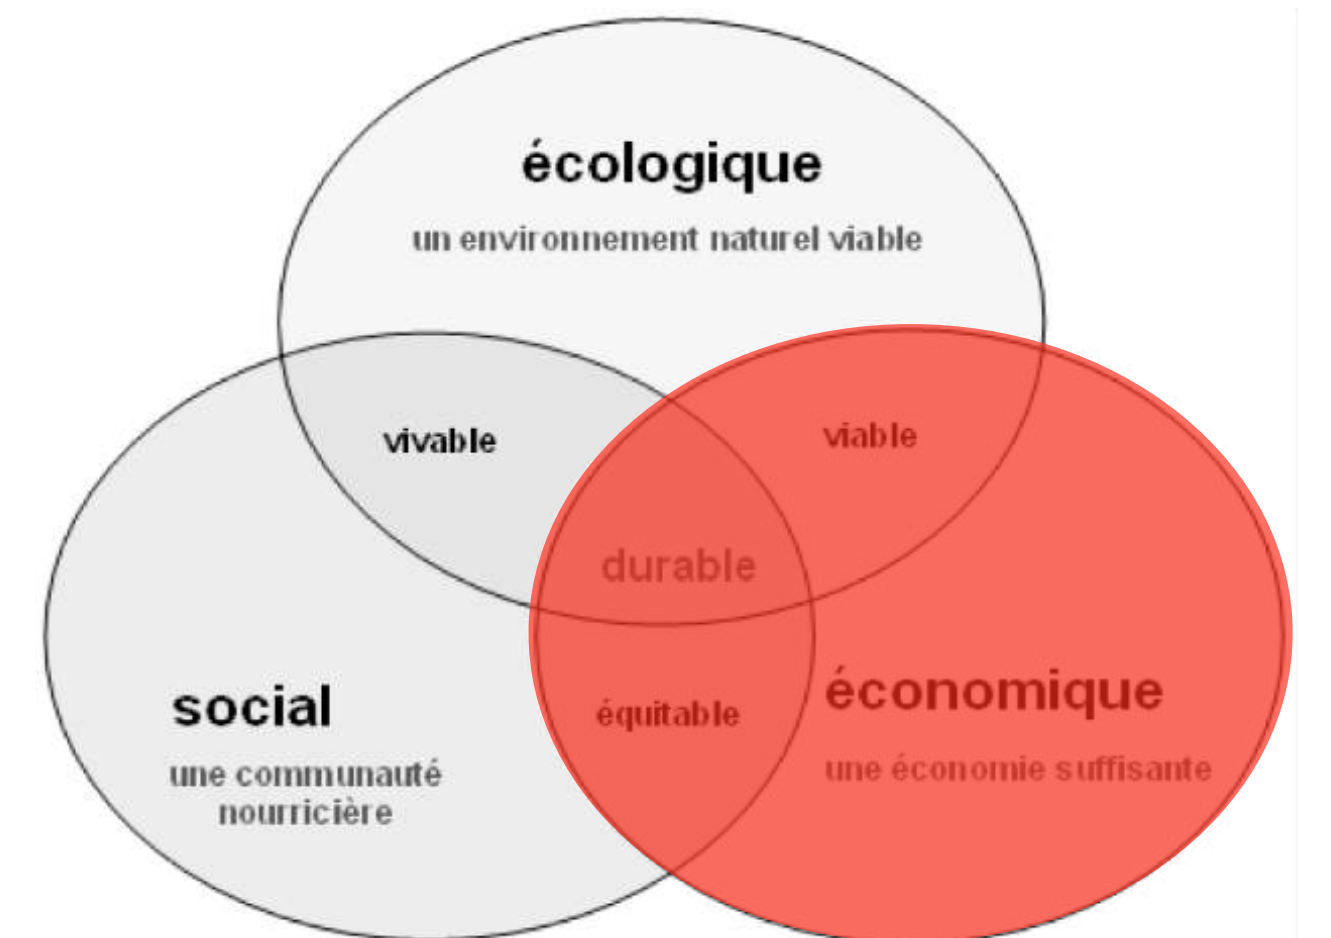 écologique
un environnement naturel viable
vivable
viable
durable
social
une communauté
nourricière
équitable
économique
une économie suffisante